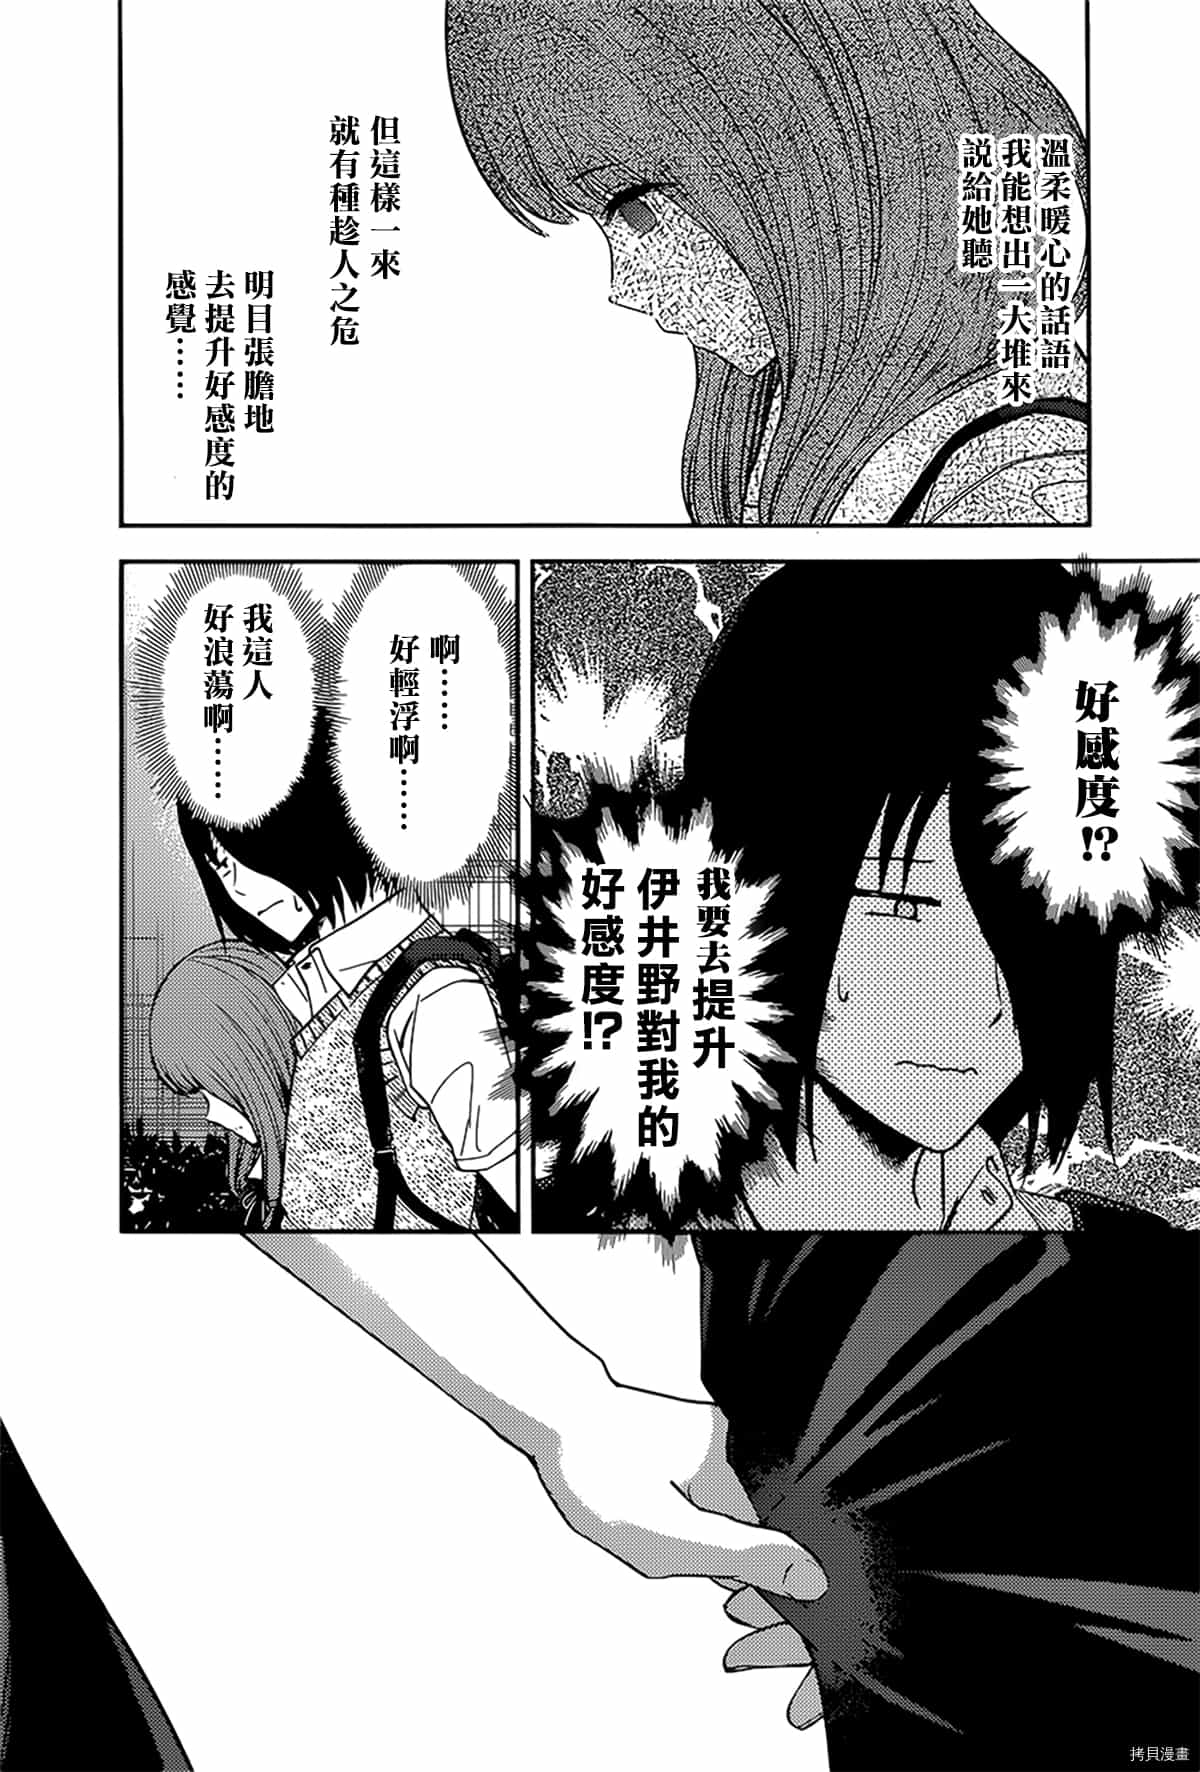 溫柔暖心的話語
我能想出一大堆來
説給她聽
但這樣一來
就有種趁人之危
明目張膽地
去提升好感度的
感覺……
好感度!?
我要去提升
伊井野對我的
好感度!?
啊……
好輕浮啊……
我這人
好浪蕩啊……
拷貝漫畫